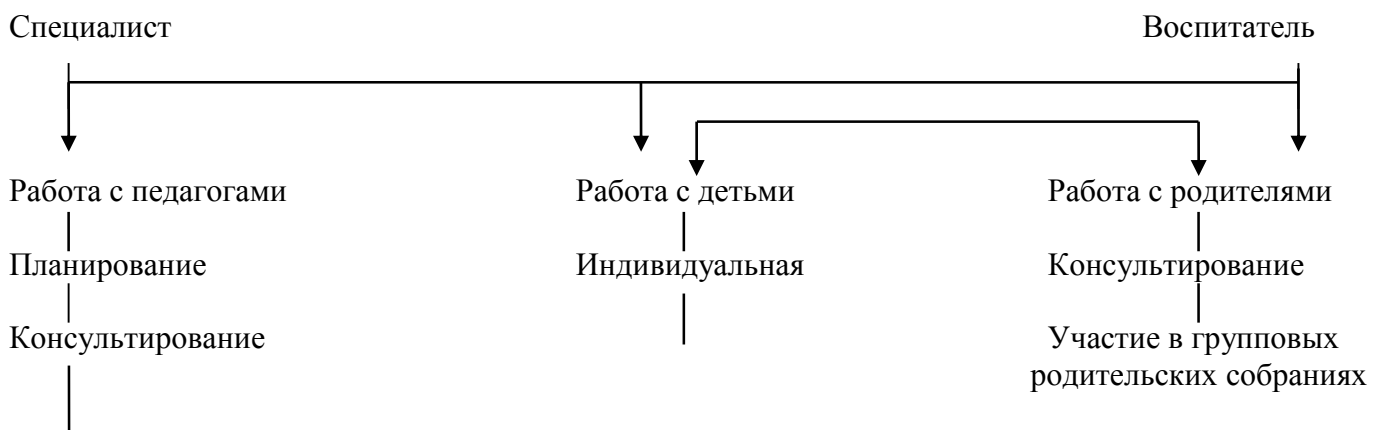 Специалист Воспитатель
Работа с педагогами Работа с детьми Работа с родителями
Планирование Индивидуальная Консультирование
Консультирование Участие в групповых
родительских собраниях